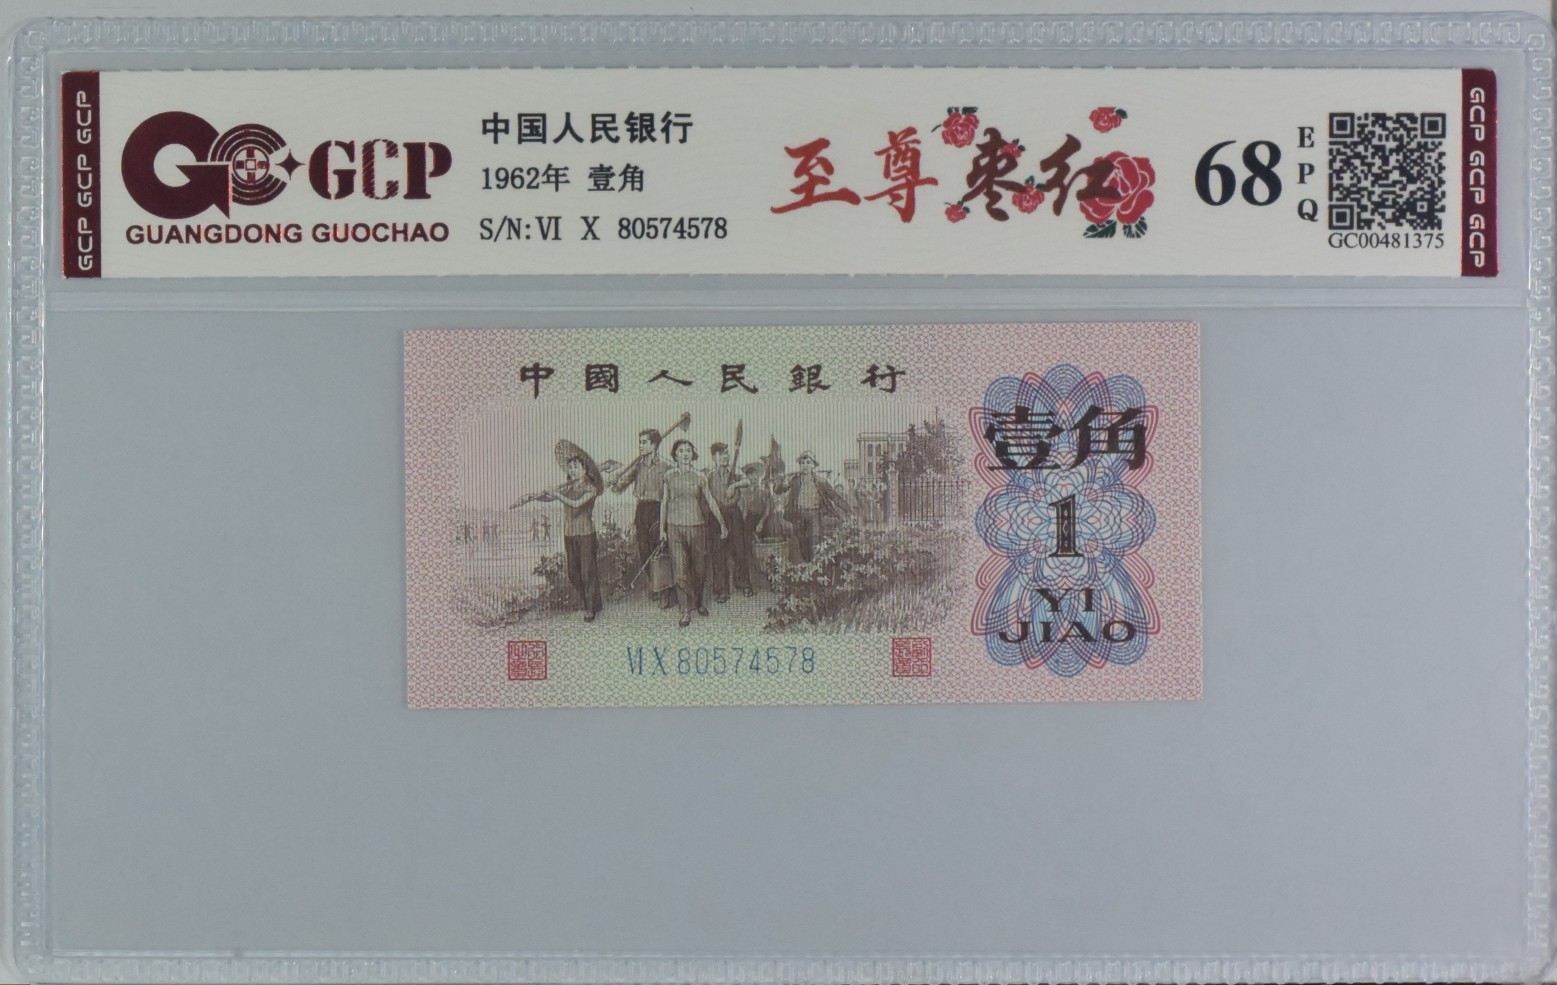 GCP GCP GCP
GCP
GUANGDONG GUOCHAO
中国人民银行
1962年 壹角
S/N: VI X 80574578
至尊枣红
68
EPQ
GC00481375
GCP GCP GCP
中國人民銀行
壹角
1
YI
JIAO
VI X 80574578